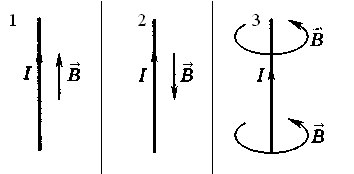 1 2 3
B⃗
I B⃗ I B⃗ I
B⃗